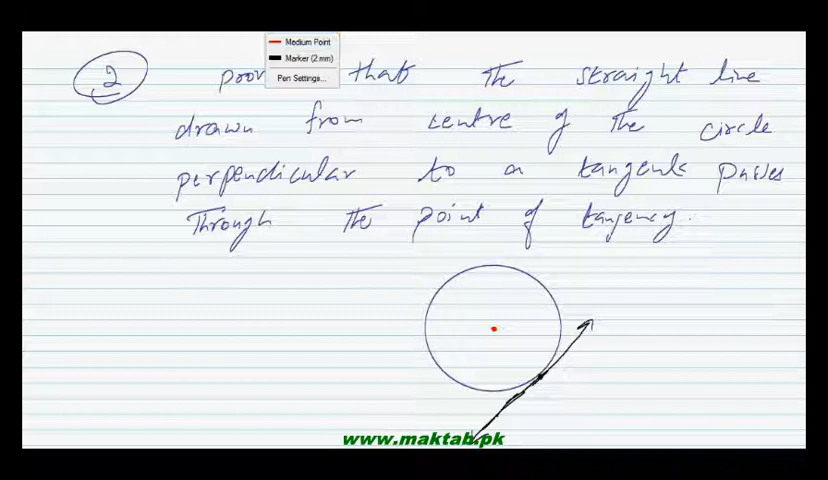 Medium Point
Marker (2 mm)
Pen Settings...
2 prov that the straight line
drawn from centre of the circle
perpendicular to a tangent passes
Through the point of tangency.
www.maktab.pk